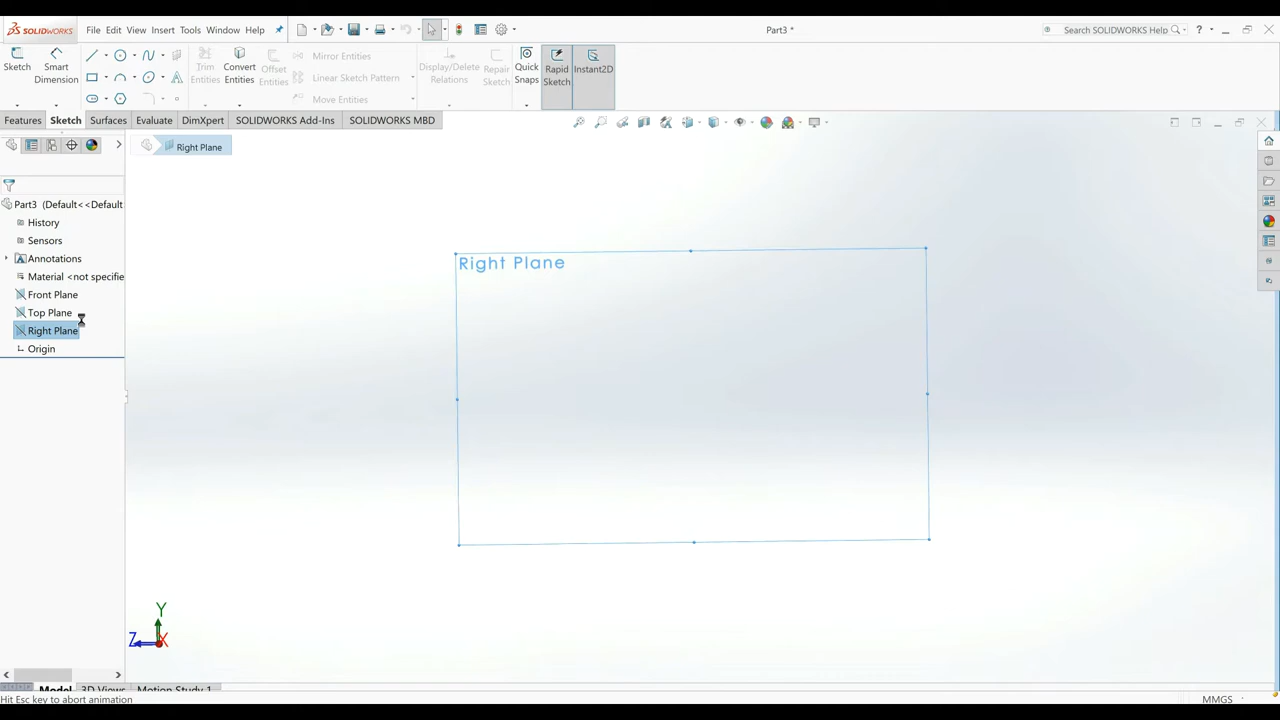 SOLIDWORKS File Edit View Insert Tools Window Help Part3 * Search SOLIDWORKS Help
Sketch Smart Dimension Trim Entities Convert Entities Offset Entities Mirror Entities Linear Sketch Pattern Move Entities Display/Delete Relations Repair Sketch Quick Snaps Rapid Sketch Instant2D
Features Sketch Surfaces Evaluate DimXpert SOLIDWORKS Add-Ins SOLIDWORKS MBD
Right Plane
Part3 (Default<<Default
History
Sensors
Annotations
Material <not specifie
Front Plane
Top Plane
Right Plane
Origin
Right Plane
Y
Z X
Model 3D Views Motion Study 1
Hit Esc key to abort animation MMGS